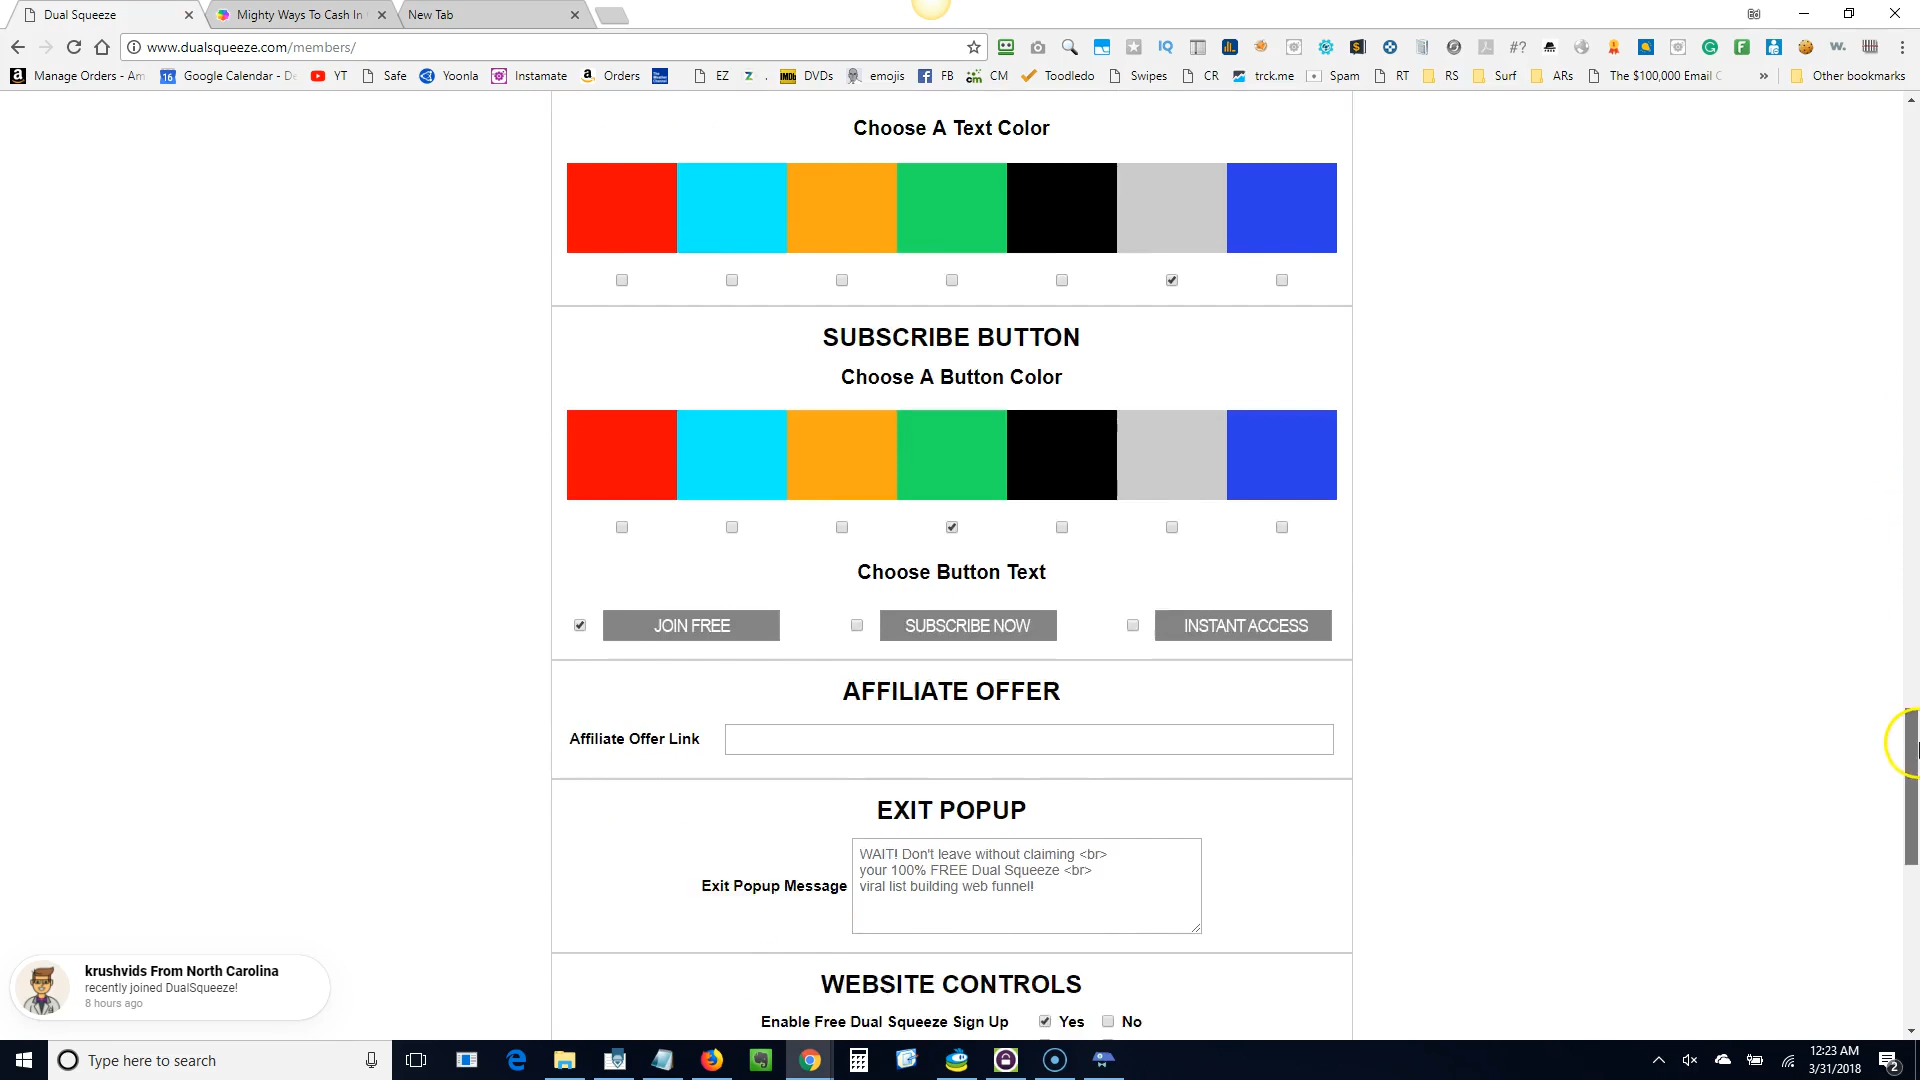 Dual Squeeze
Mighty Ways To Cash In
New Tab
www.dualsqueeze.com/members/
Manage Orders - Am
Google Calendar - De
YT
Safe
Yoonla
Instamate
Orders
EZ
.
DVDs
emojis
FB
CM
Toodledo
Swipes
CR
trck.me
Spam
RT
RS
Surf
ARs
The $100,000 Email C
»
Other bookmarks
Choose A Text Color
SUBSCRIBE BUTTON
Choose A Button Color
Choose Button Text
JOIN FREE
SUBSCRIBE NOW
INSTANT ACCESS
AFFILIATE OFFER
Affiliate Offer Link
EXIT POPUP
Exit Popup Message
WAIT! Don't leave without claiming <br>
your 100% FREE Dual Squeeze <br>
viral list building web funnel!
WEBSITE CONTROLS
Enable Free Dual Squeeze Sign Up Yes No
krushvids From North Carolina
recently joined DualSqueeze!
8 hours ago
Type here to search
12:23 AM
3/31/2018
2